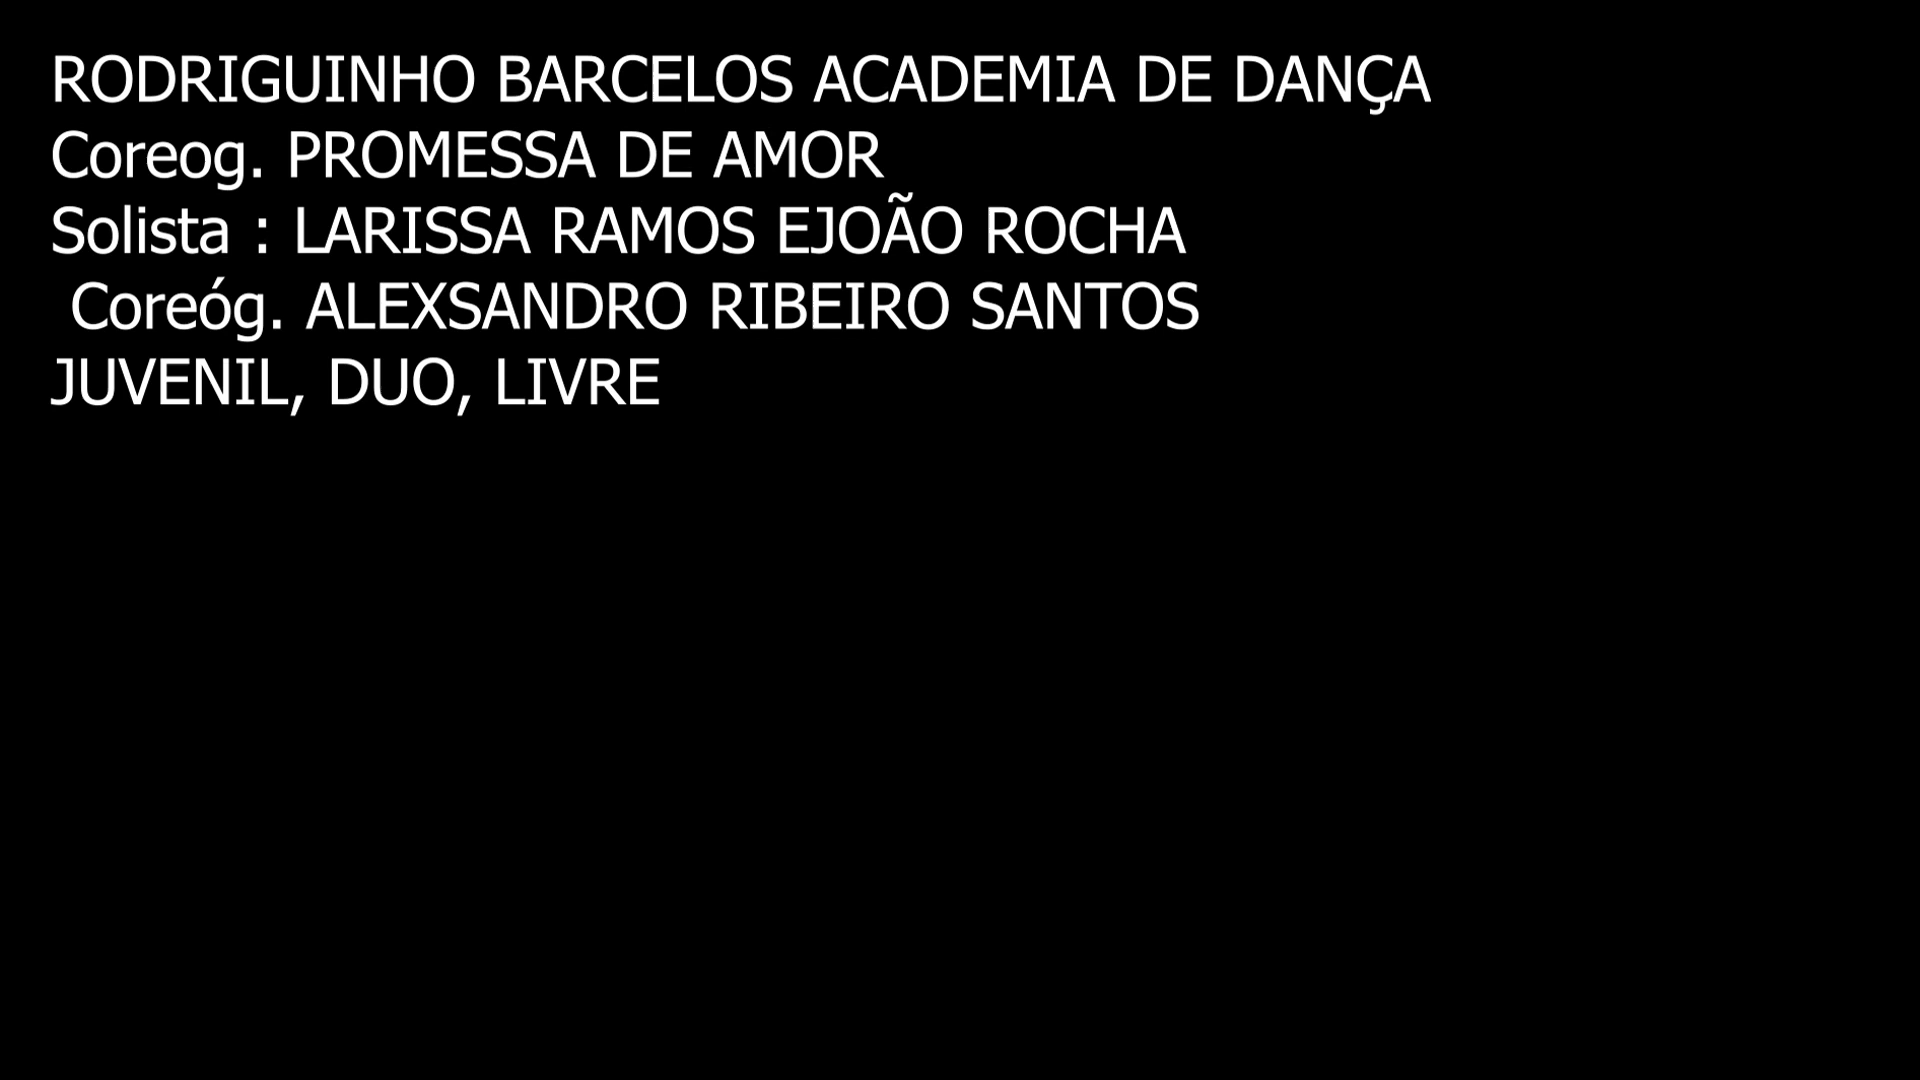 RODRIGUINHO BARCELOS ACADEMIA DE DANÇA
Coreog. PROMESSA DE AMOR
Solista : LARISSA RAMOS EJOÃO ROCHA
Coreóg. ALEXSANDRO RIBEIRO SANTOS
JUVENIL, DUO, LIVRE